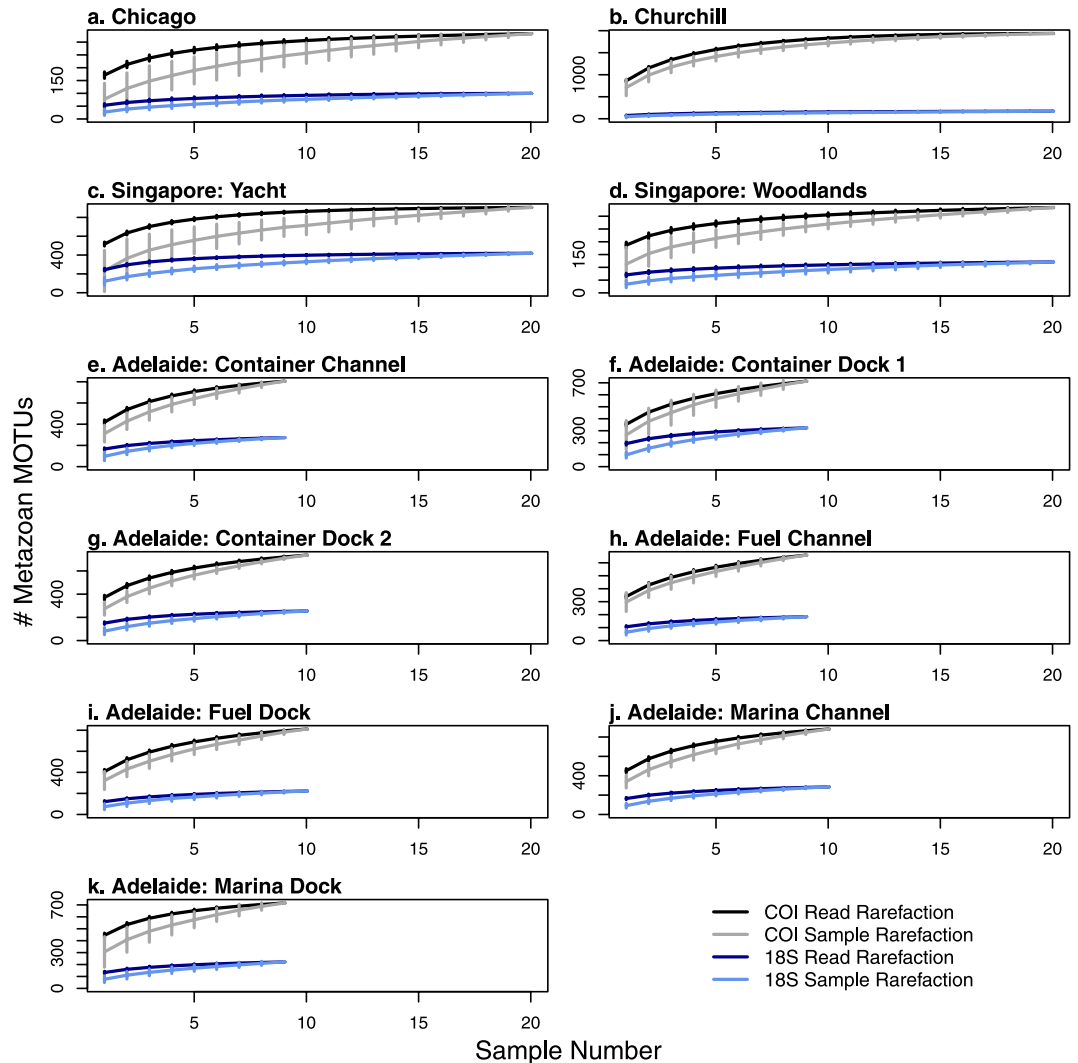 a. Chicago
0 150
5 10 15 20
b. Churchill
0 1000
5 10 15 20
c. Singapore: Yacht
0 400
5 10 15 20
d. Singapore: Woodlands
0 150
5 10 15 20
e. Adelaide: Container Channel
0 400
5 10 15 20
f. Adelaide: Container Dock 1
0 300 700
5 10 15 20
g. Adelaide: Container Dock 2
0 400
5 10 15 20
h. Adelaide: Fuel Channel
0 300
5 10 15 20
i. Adelaide: Fuel Dock
0 400
5 10 15 20
j. Adelaide: Marina Channel
0 400
5 10 15 20
k. Adelaide: Marina Dock
0 300 700
5 10 15 20
COI Read Rarefaction
COI Sample Rarefaction
18S Read Rarefaction
18S Sample Rarefaction
# Metazoan MOTUs
Sample Number